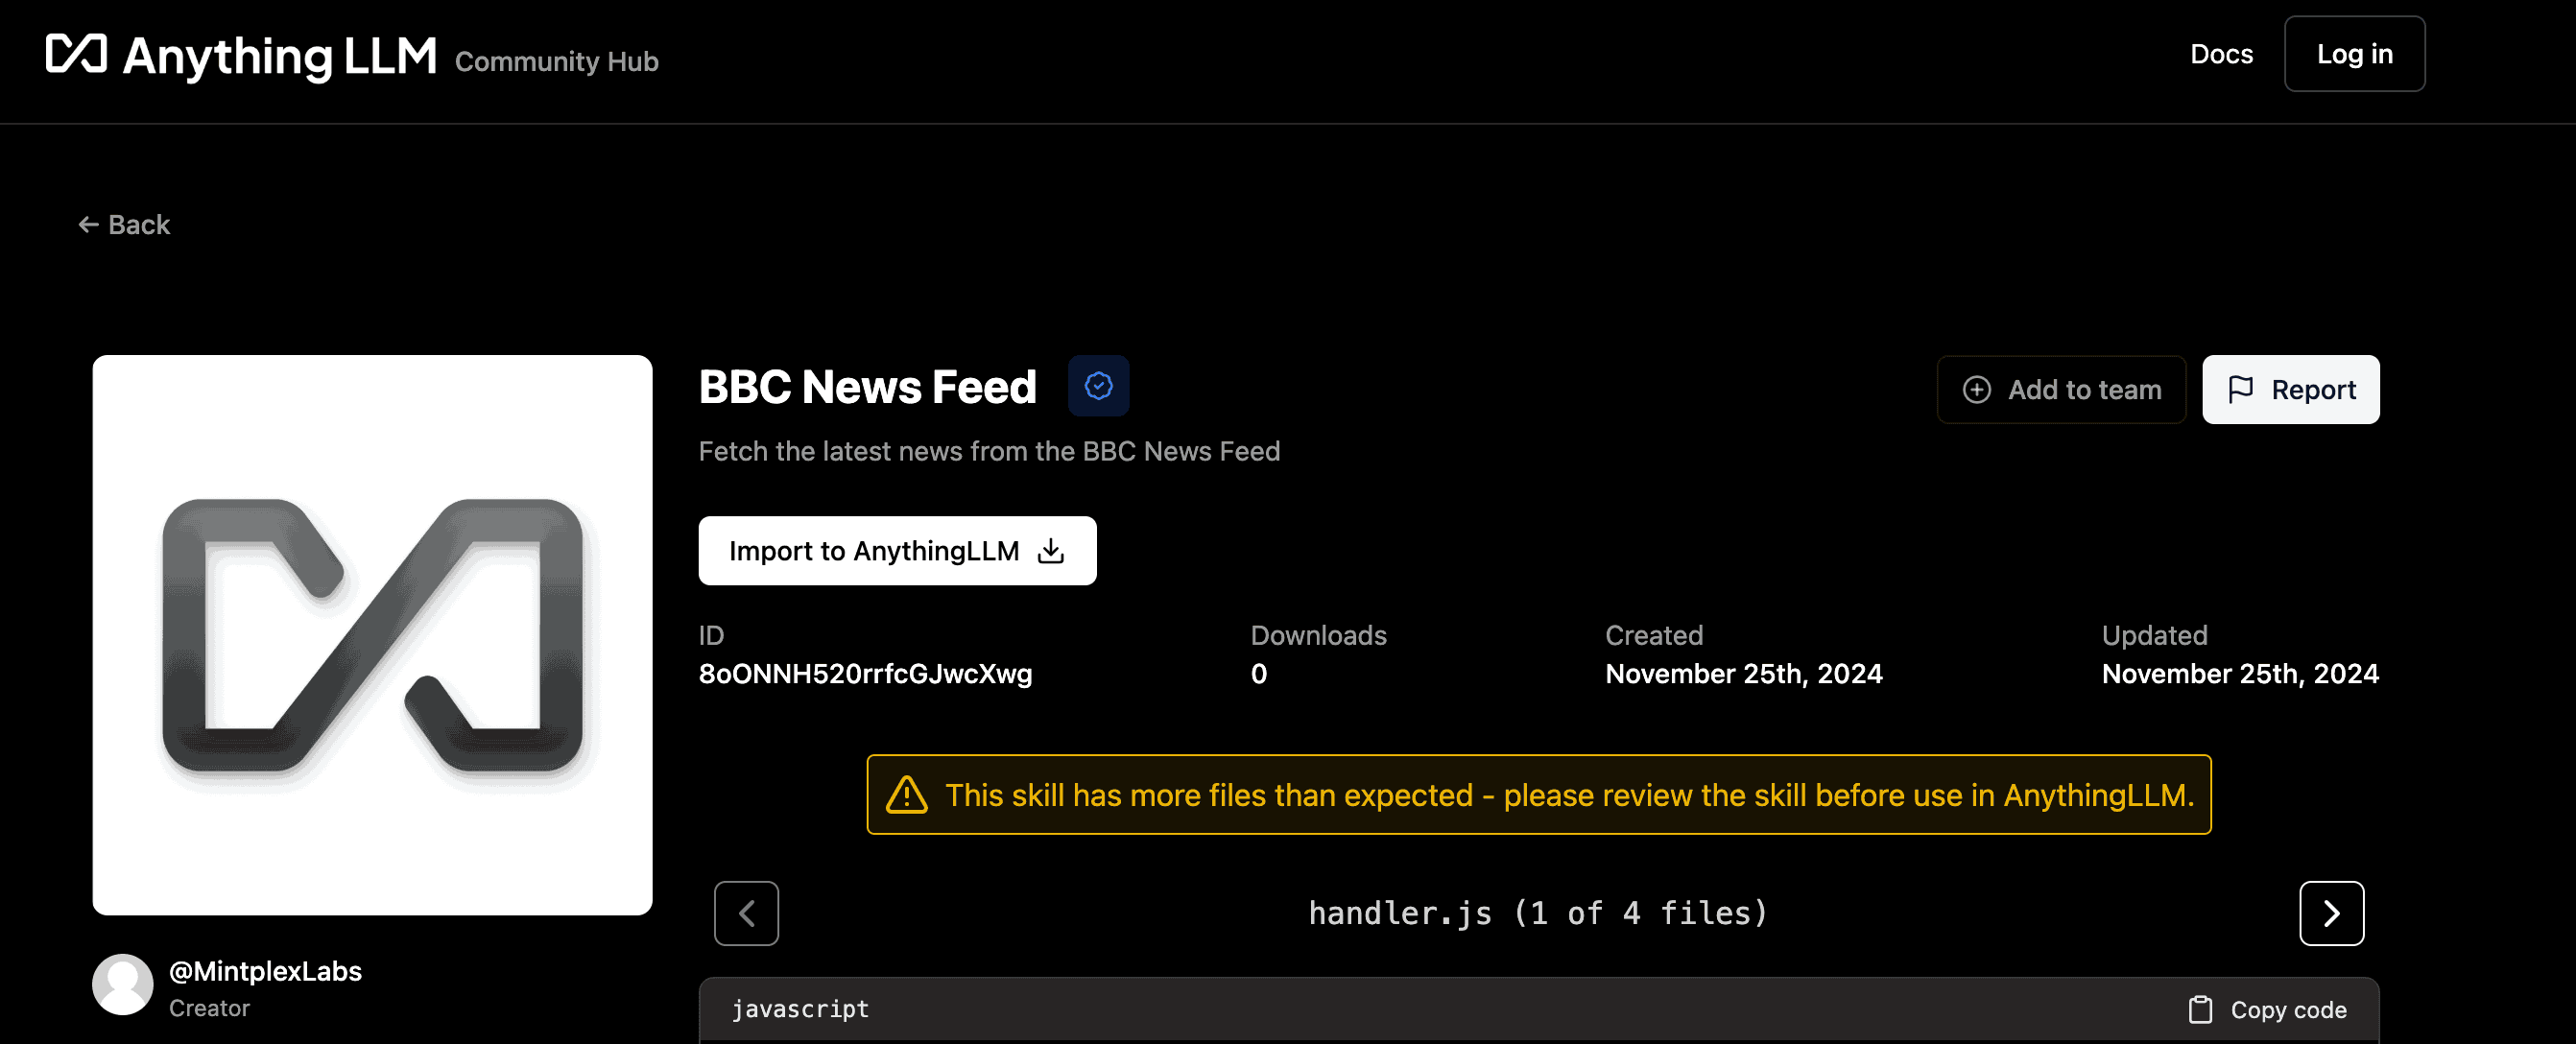 Anything LLM Community Hub
Docs
Log in
← Back
BBC News Feed
Add to team
Report
Fetch the latest news from the BBC News Feed
Import to AnythingLLM
ID
8oONNH520rrfcGJwcXwg
Downloads
0
Created
November 25th, 2024
Updated
November 25th, 2024
This skill has more files than expected - please review the skill before use in AnythingLLM.
handler.js (1 of 4 files)
@MintplexLabs
Creator
javascript
Copy code